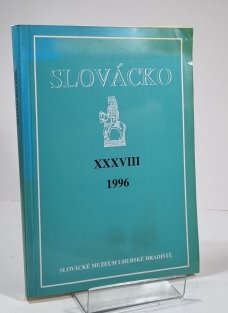 SLOVÁCKO
XXXVIII
1996
SLOVÁCKÉ MUZEUM UHERSKÉ HRADIŠTĚ